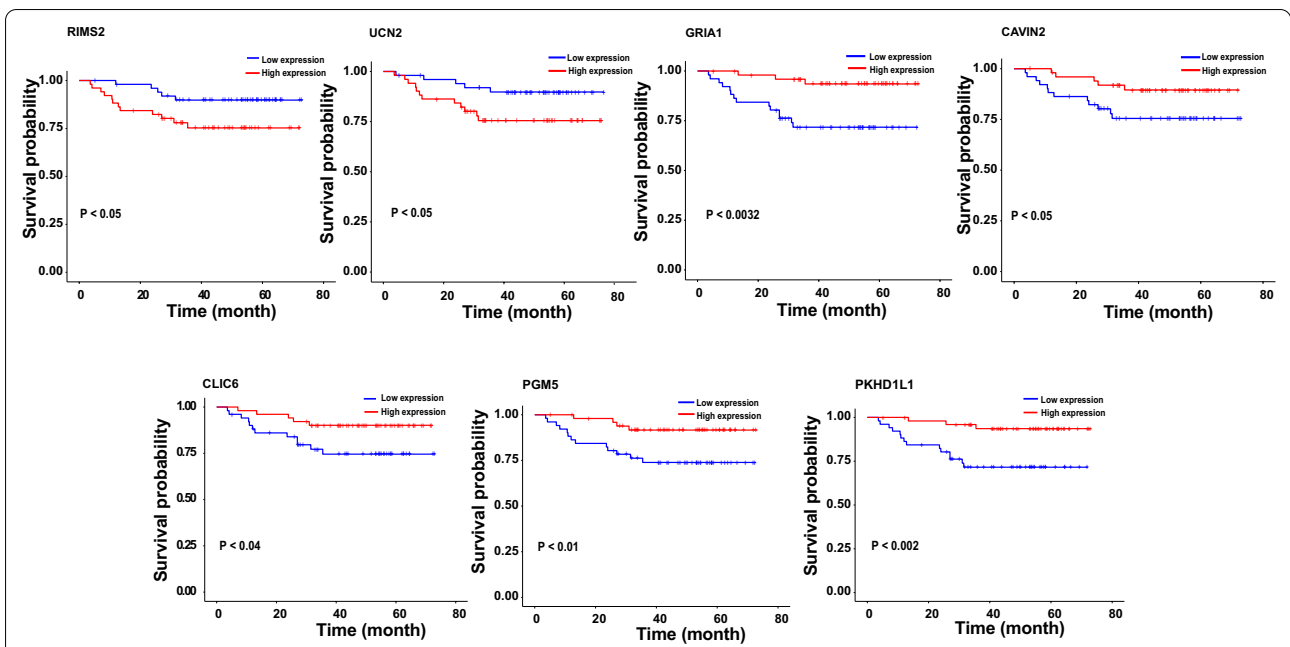 RIMS2
Low expression
High expression
1.00
0.75
0.50
0.25
0.00
Survival probability
P < 0.05
0 20 40 60 80
Time (month)
UCN2
Low expression
High expression
1.00
0.75
0.50
0.25
0.00
Survival probability
P < 0.05
0 20 40 60 80
Time (month)
GRIA1
Low expression
High expression
1.00
0.75
0.50
0.25
0.00
Survival probability
P < 0.0032
0 20 40 60 80
Time (month)
CAVIN2
Low expression
High expression
1.00
0.75
0.50
0.25
0.00
Survival probability
P < 0.05
0 20 40 60 80
Time (month)
CLIC6
Low expression
High expression
1.00
0.75
0.50
0.25
0.00
Survival probability
P < 0.04
0 20 40 60 80
Time (month)
PGM5
Low expression
High expression
1.00
0.75
0.50
0.25
0.00
Survival probability
P < 0.01
0 20 40 60 80
Time (month)
PKHD1L1
Low expression
High expression
1.00
0.75
0.50
0.25
0.00
Survival probability
P < 0.002
0 20 40 60 80
Time (month)